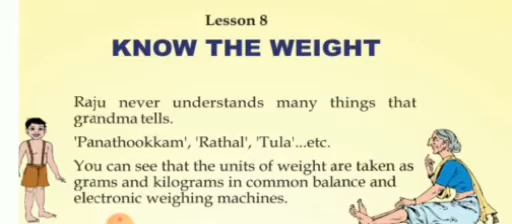 Lesson 8
KNOW THE WEIGHT
Raju never understands many things that
grandma tells.
'Panathookkam', 'Rathal', 'Tula'...etc.
You can see that the units of weight are taken as
grams and kilograms in common balance and
electronic weighing machines.